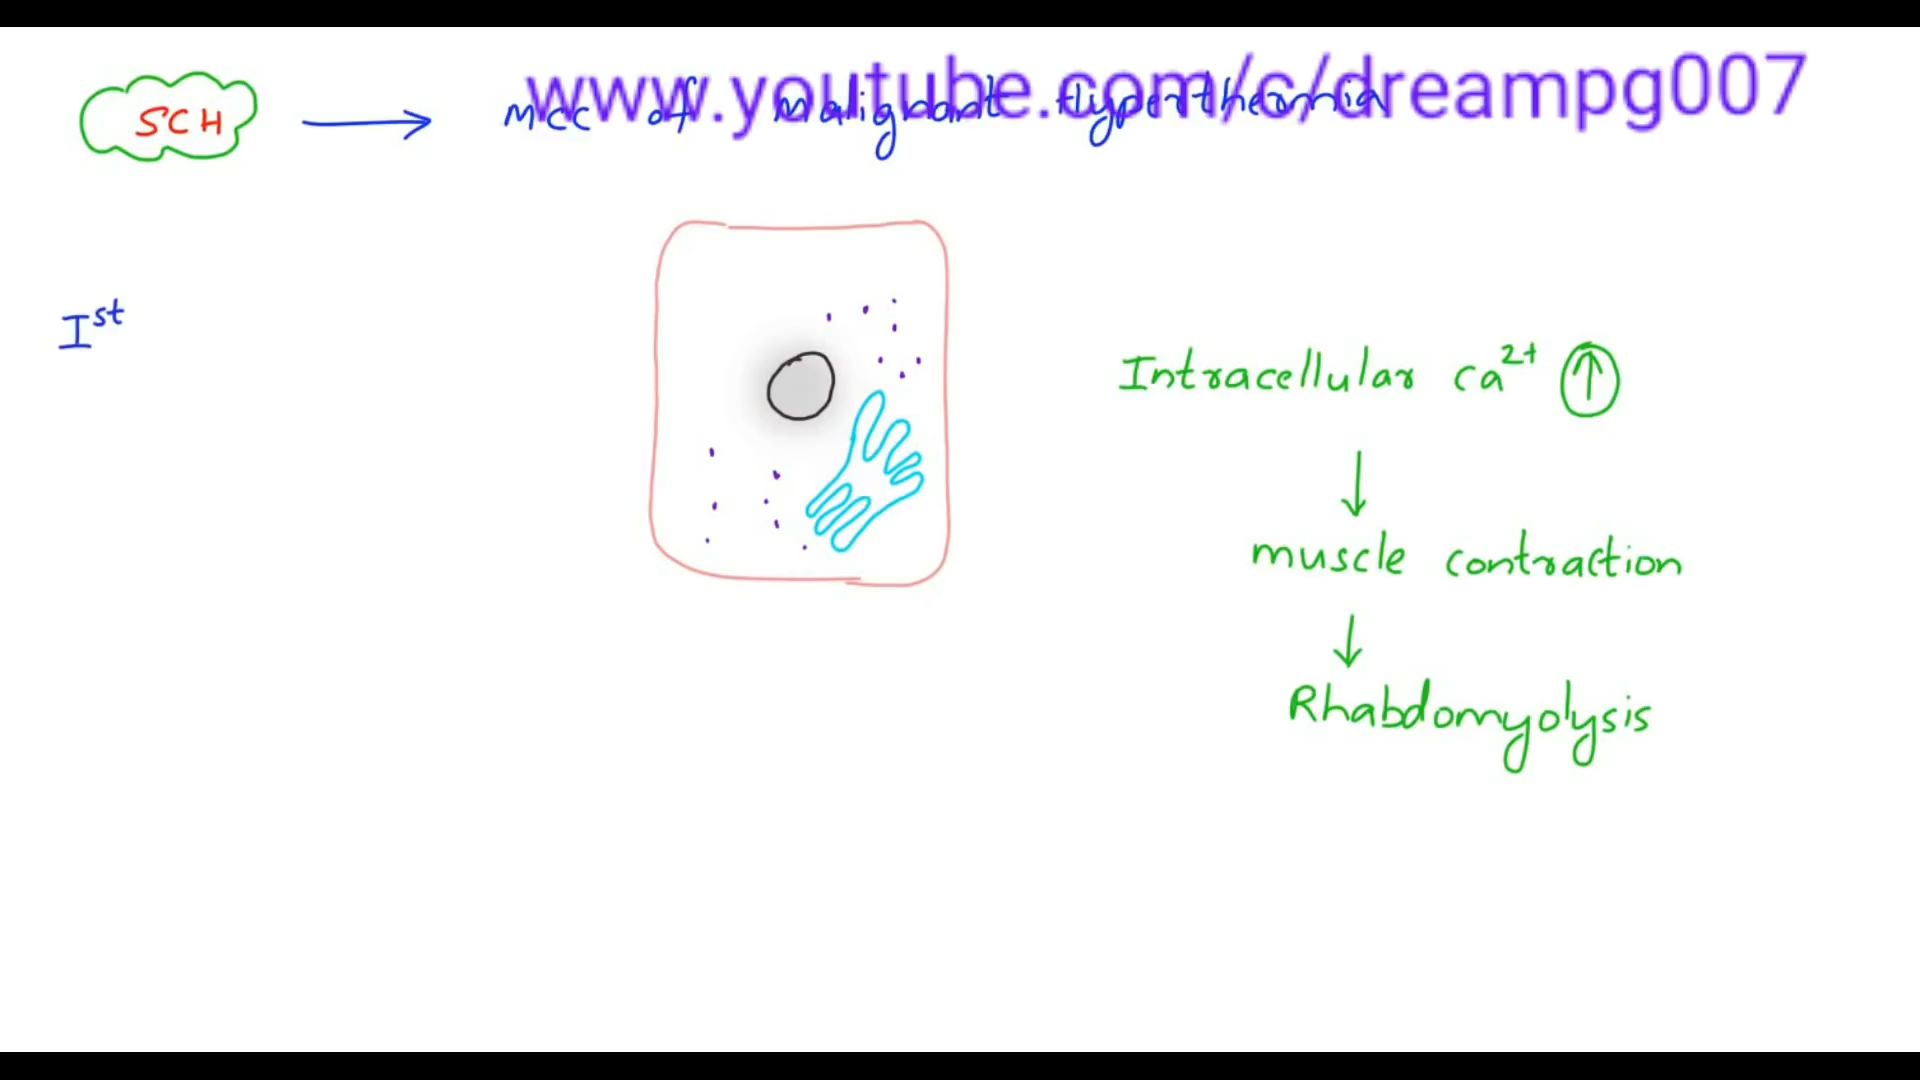 www.youtube.com/c/dreampg007
SCH → Mcc of Malignant Hyperthermia
Iˢᵗ
Intracellular Ca²⁺ ↑
↓
muscle contraction
↓
Rhabdomyolysis